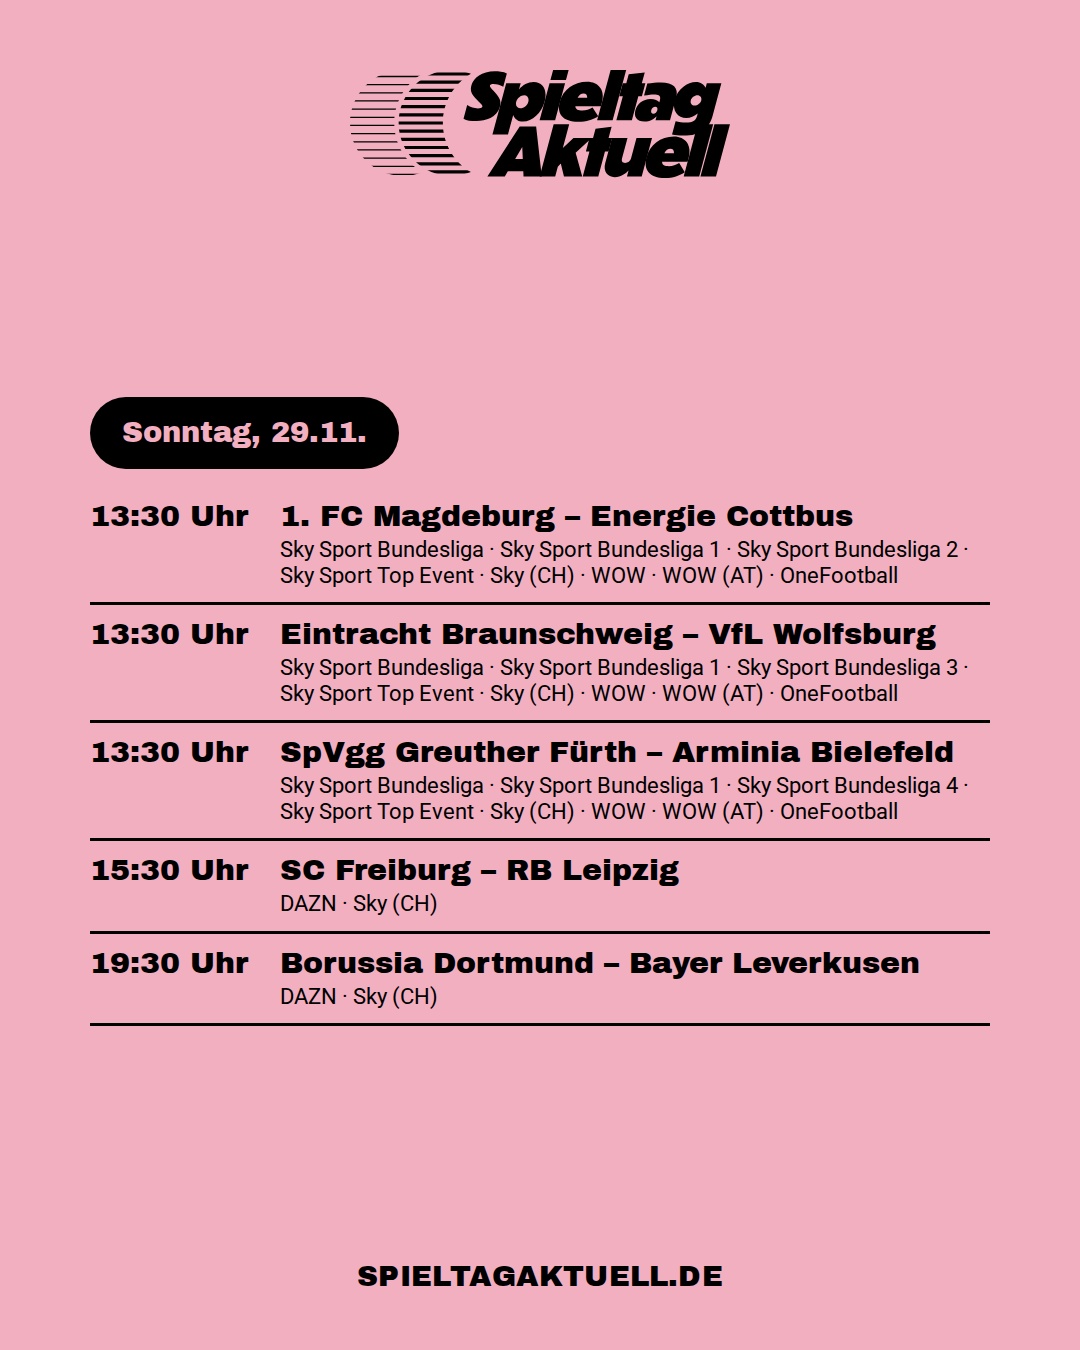 Spieltag
Aktuell
Sonntag, 29.11.
13:30 Uhr 1. FC Magdeburg – Energie Cottbus
Sky Sport Bundesliga · Sky Sport Bundesliga 1 · Sky Sport Bundesliga 2 ·
Sky Sport Top Event · Sky (CH) · WOW · WOW (AT) · OneFootball
13:30 Uhr Eintracht Braunschweig – VfL Wolfsburg
Sky Sport Bundesliga · Sky Sport Bundesliga 1 · Sky Sport Bundesliga 3 ·
Sky Sport Top Event · Sky (CH) · WOW · WOW (AT) · OneFootball
13:30 Uhr SpVgg Greuther Fürth – Arminia Bielefeld
Sky Sport Bundesliga · Sky Sport Bundesliga 1 · Sky Sport Bundesliga 4 ·
Sky Sport Top Event · Sky (CH) · WOW · WOW (AT) · OneFootball
15:30 Uhr SC Freiburg – RB Leipzig
DAZN · Sky (CH)
19:30 Uhr Borussia Dortmund – Bayer Leverkusen
DAZN · Sky (CH)
SPIELTAGAKTUELL.DE